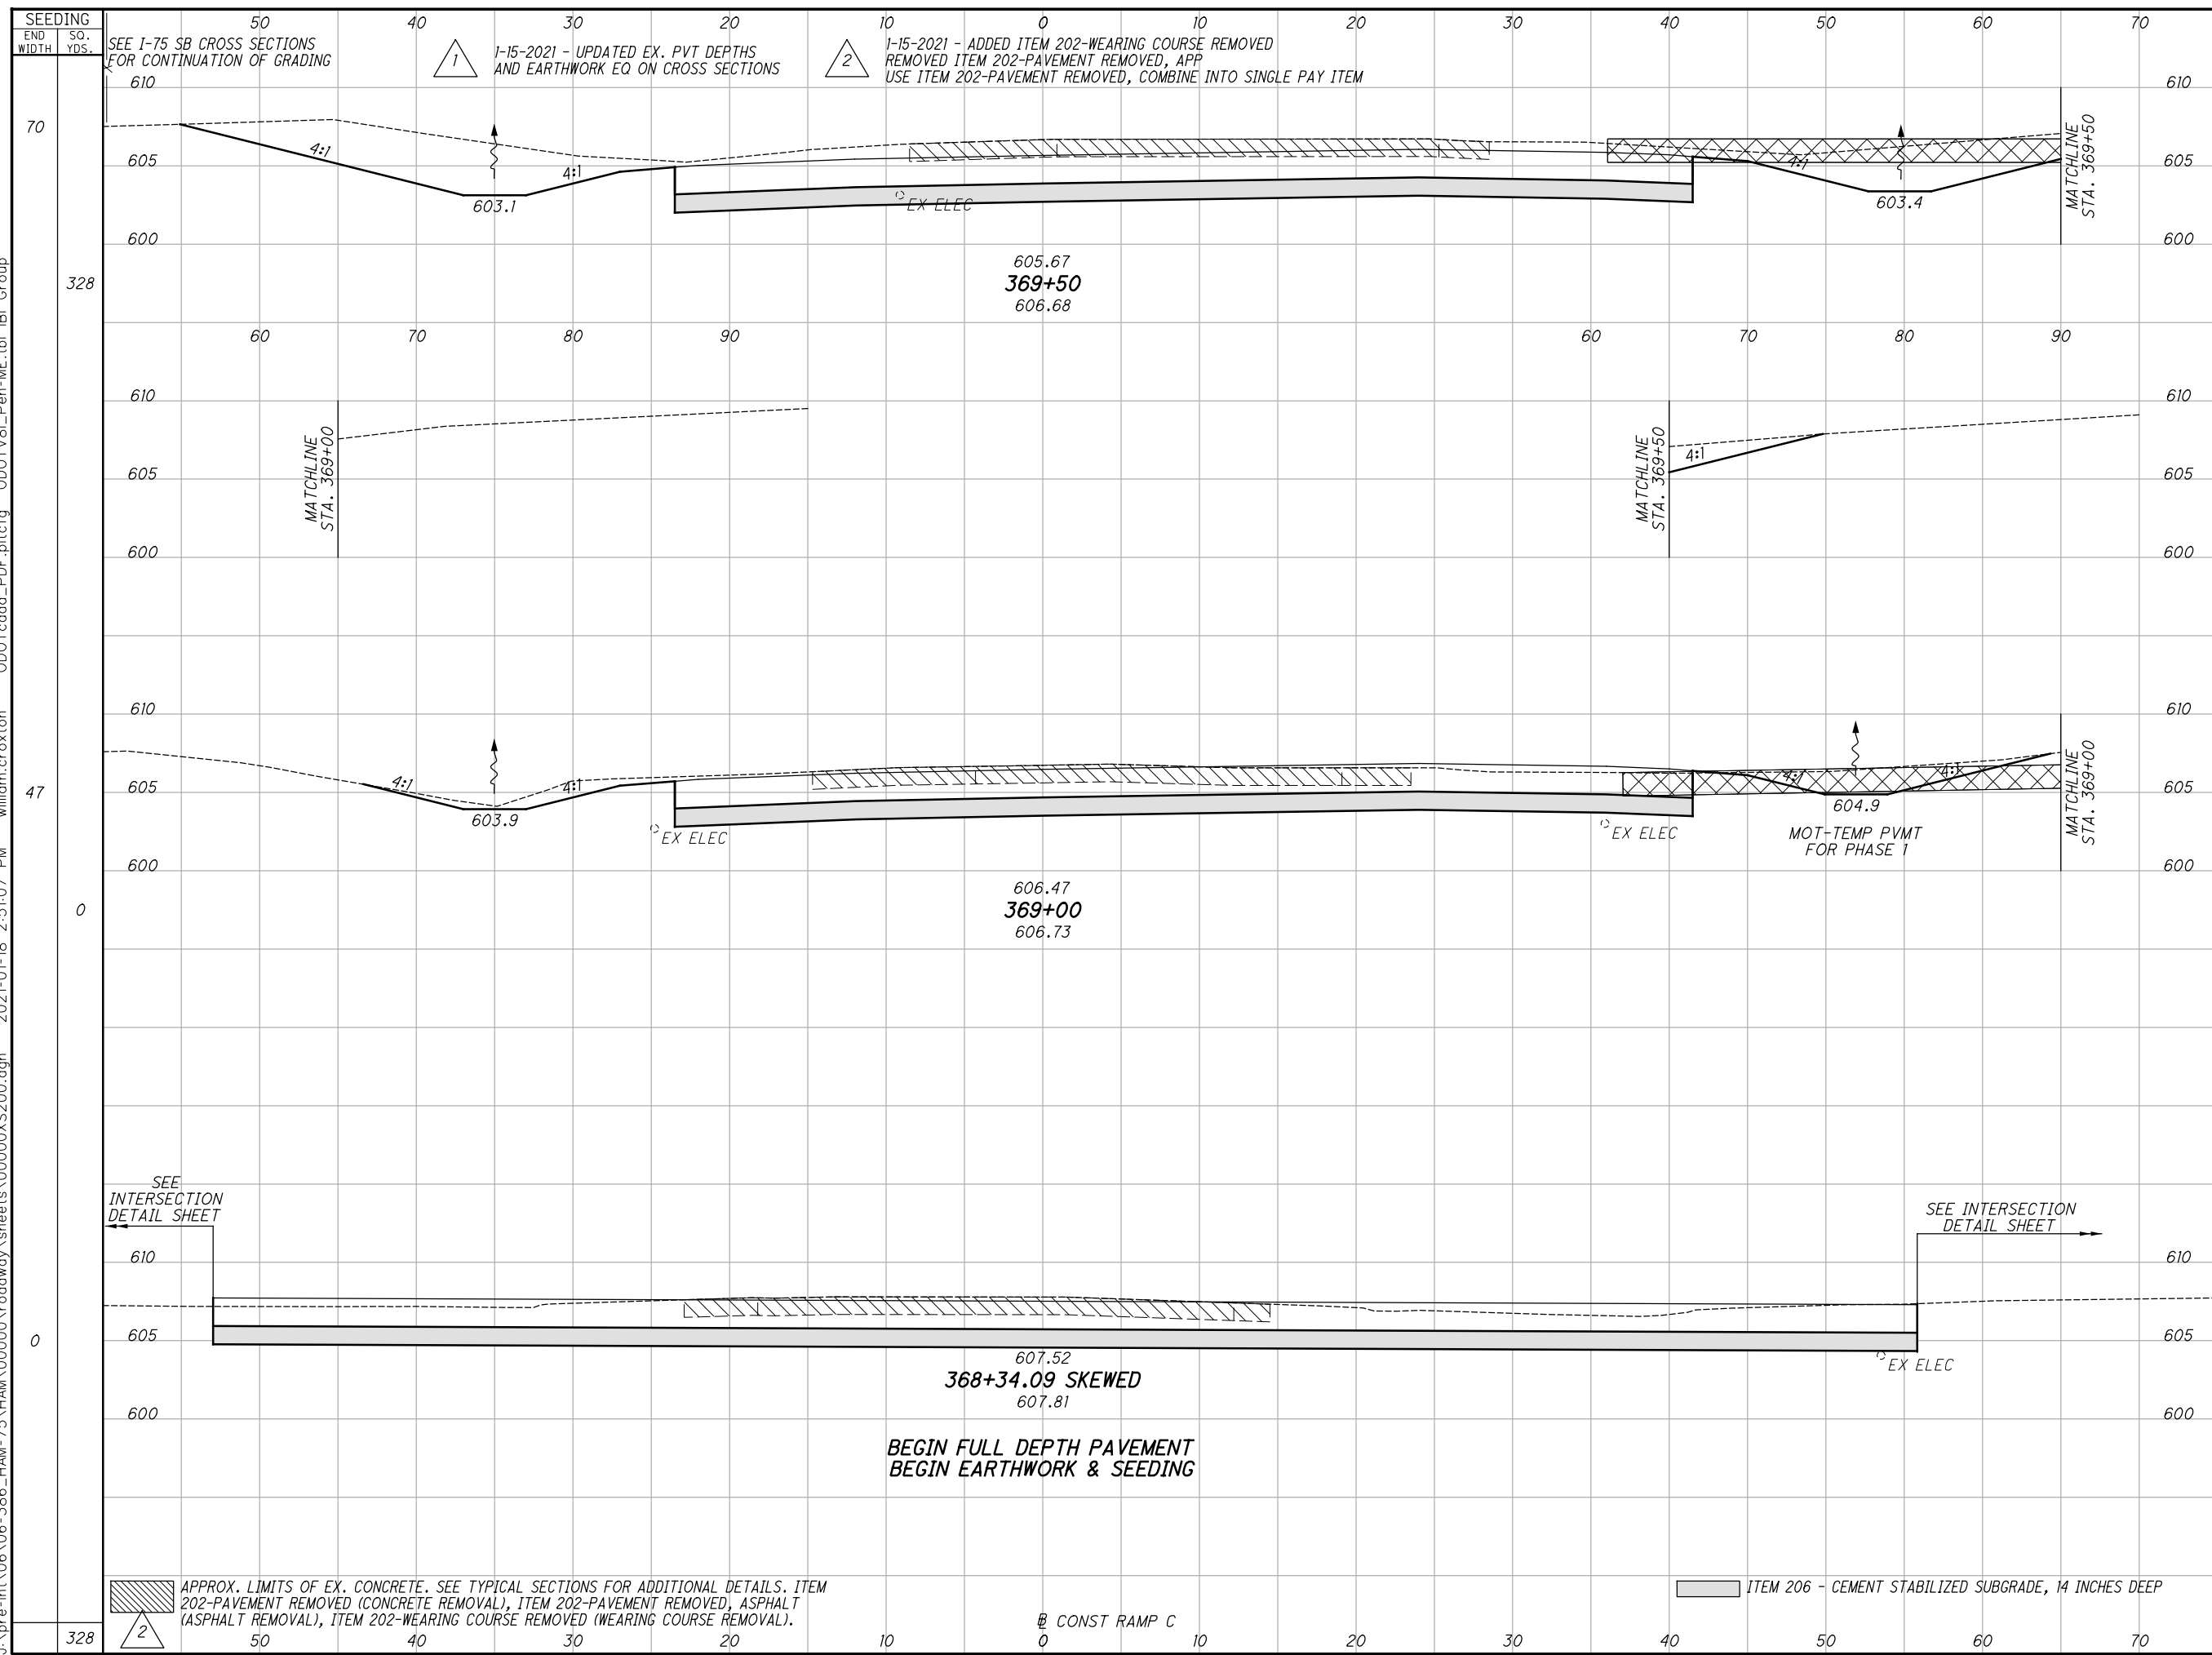 SEEDING
END WIDTH
SQ. YDS.
50 40 30 20 10 0 10 20 30 40 50 60 70
SEE I-75 SB CROSS SECTIONS
FOR CONTINUATION OF GRADING
1
1-15-2021 - UPDATED EX. PVT DEPTHS
AND EARTHWORK EQ ON CROSS SECTIONS
2
1-15-2021 - ADDED ITEM 202-WEARING COURSE REMOVED
REMOVED ITEM 202-PAVEMENT REMOVED, APP
USE ITEM 202-PAVEMENT REMOVED, COMBINE INTO SINGLE PAY ITEM
610 610
70
4:1
4:1
4:1
605 605
603.1
EX ELEC
603.4
MATCHLINE
STA. 369+50
600 600
605.67
369+50
606.68
328
60 70 80 90 60 70 80 90
610 610
MATCHLINE
STA. 369+00
MATCHLINE
STA. 369+50
4:1
605 605
600 600
610 610
47
4:1
4:1
4:1
4:1
605 605
603.9
EX ELEC
EX ELEC
604.9
MOT-TEMP PVMT
FOR PHASE 1
MATCHLINE
STA. 369+00
600 600
606.47
369+00
606.73
0
SEE
INTERSECTION
DETAIL SHEET
SEE INTERSECTION
DETAIL SHEET
610 610
0
605 605
EX ELEC
607.52
368+34.09 SKEWED
607.81
600 600
BEGIN FULL DEPTH PAVEMENT
BEGIN EARTHWORK & SEEDING
APPROX. LIMITS OF EX. CONCRETE. SEE TYPICAL SECTIONS FOR ADDITIONAL DETAILS. ITEM
202-PAVEMENT REMOVED (CONCRETE REMOVAL), ITEM 202-PAVEMENT REMOVED, ASPHALT
(ASPHALT REMOVAL), ITEM 202-WEARING COURSE REMOVED (WEARING COURSE REMOVAL).
2
ITEM 206 - CEMENT STABILIZED SUBGRADE, 14 INCHES DEEP
CONST RAMP C
328
50 40 30 20 10 0 10 20 30 40 50 60 70